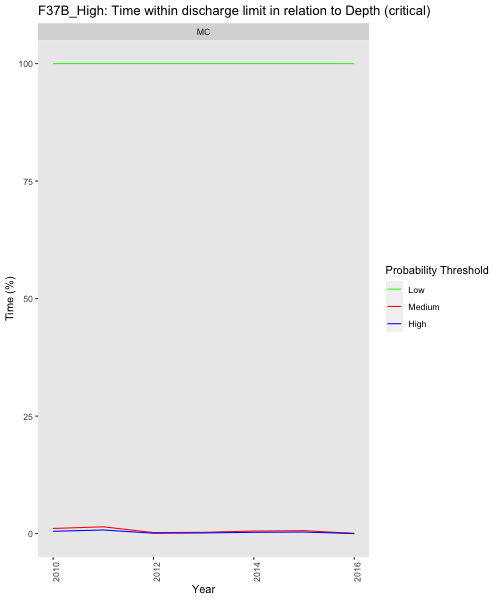 F37B_High: Time within discharge limit in relation to Depth (critical)
MC
100
75
50
25
0
Time (%)
2010
2012
2014
2016
Year
Probability Threshold
Low
Medium
High